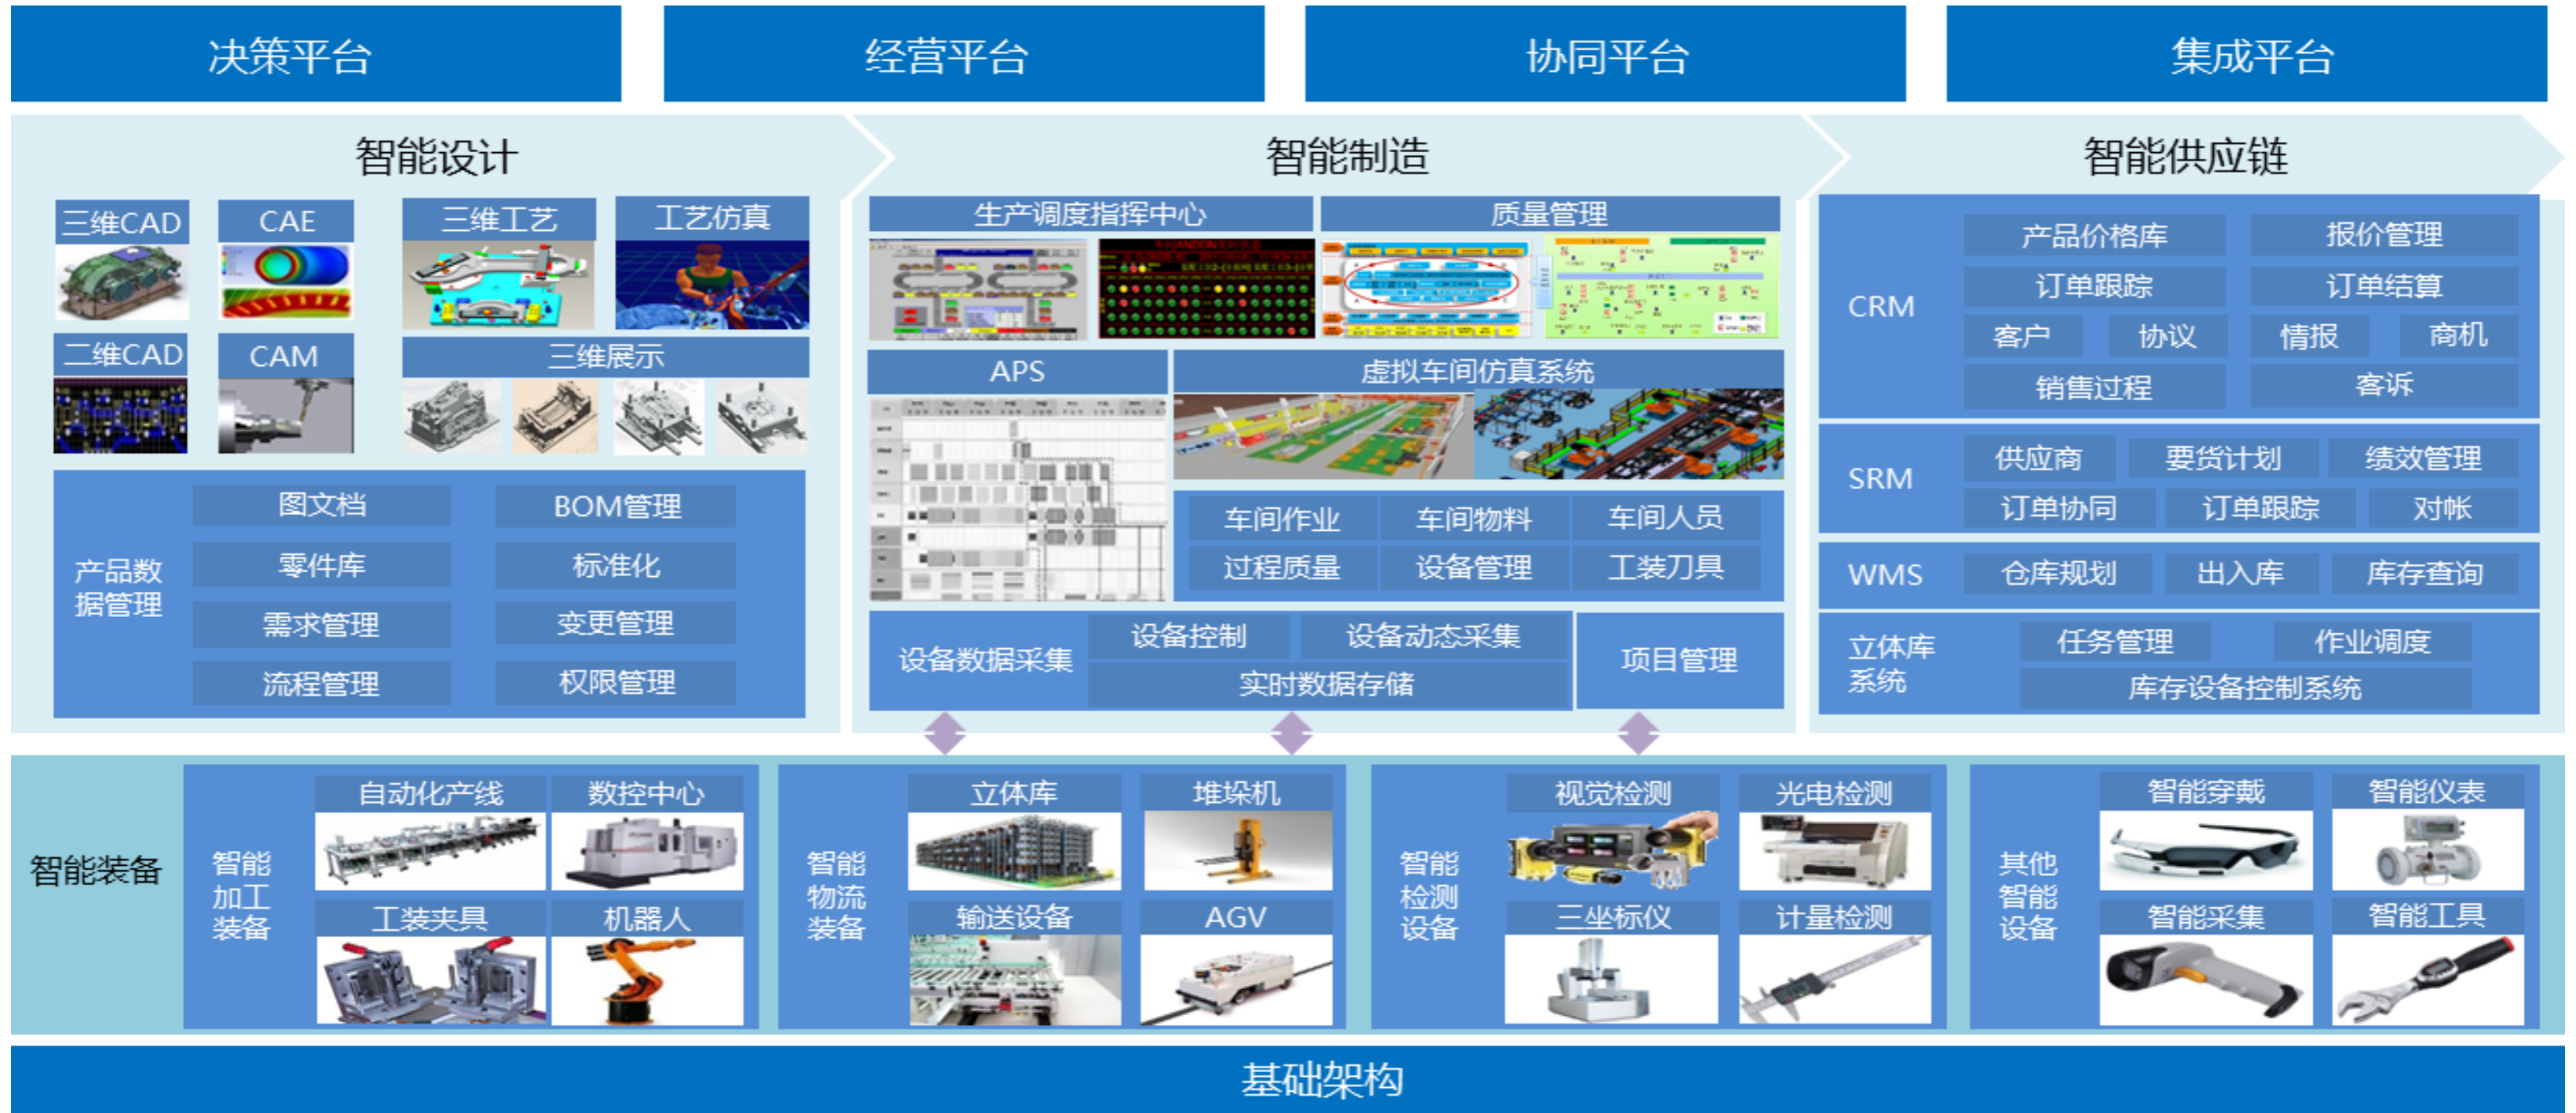 决策平台
经营平台
协同平台
集成平台
智能设计
三维CAD
CAE
三维工艺
工艺仿真
二维CAD
CAM
三维展示
产品数
据管理
图文档
BOM管理
零件库
标准化
需求管理
变更管理
流程管理
权限管理
智能制造
生产调度指挥中心
质量管理
APS
虚拟车间仿真系统
车间作业
车间物料
车间人员
过程质量
设备管理
工装刀具
设备数据采集
设备控制
设备动态采集
实时数据存储
项目管理
智能供应链
CRM
产品价格库
报价管理
订单跟踪
订单结算
客户
协议
情报
商机
销售过程
客诉
SRM
供应商
要货计划
绩效管理
订单协同
订单跟踪
对帐
WMS
仓库规划
出入库
库存查询
立体库
系统
任务管理
作业调度
库存设备控制系统
智能装备
智能
加工
装备
自动化产线
数控中心
工装夹具
机器人
智能
物流
装备
立体库
堆垛机
输送设备
AGV
智能
检测
设备
视觉检测
光电检测
三坐标仪
计量检测
其他
智能
设备
智能穿戴
智能仪表
智能采集
智能工具
基础架构